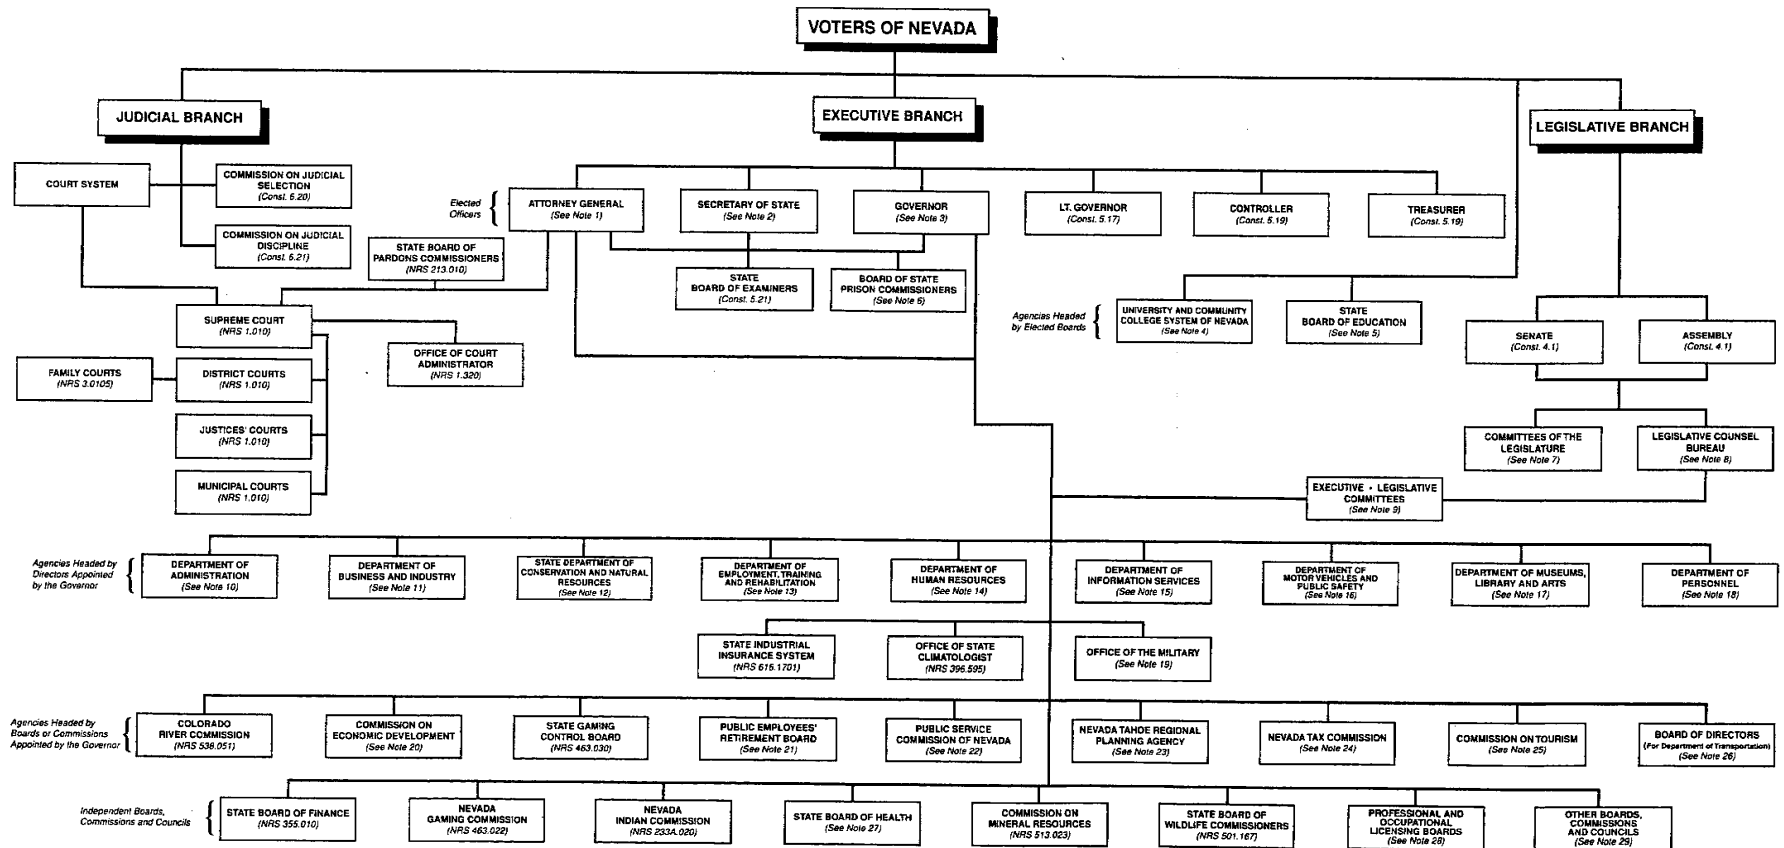 VOTERS OF NEVADA
JUDICIAL BRANCH
EXECUTIVE BRANCH
LEGISLATIVE BRANCH
COURT SYSTEM
COMMISSION ON JUDICIAL
SELECTION
(Const. 6.20)
COMMISSION ON JUDICIAL
DISCIPLINE
(Const. 6.21)
Elected
Officers
ATTORNEY GENERAL
(See Note 1)
SECRETARY OF STATE
(See Note 2)
GOVERNOR
(See Note 3)
LT. GOVERNOR
(Const. 5.17)
CONTROLLER
(Const. 5.19)
TREASURER
(Const. 5.19)
STATE BOARD OF
PARDONS COMMISSIONERS
(NRS 213.010)
STATE
BOARD OF EXAMINERS
(Const. 5.21)
BOARD OF STATE
PRISON COMMISSIONERS
(See Note 6)
Agencies Headed
by Elected Boards
UNIVERSITY AND COMMUNITY
COLLEGE SYSTEM OF NEVADA
(See Note 4)
STATE
BOARD OF EDUCATION
(See Note 5)
SENATE
(Const. 4.1)
ASSEMBLY
(Const. 4.1)
SUPREME COURT
(NRS 1.010)
OFFICE OF COURT
ADMINISTRATOR
(NRS 1.320)
FAMILY COURTS
(NRS 3.0105)
DISTRICT COURTS
(NRS 1.010)
JUSTICES' COURTS
(NRS 1.010)
MUNICIPAL COURTS
(NRS 1.010)
COMMITTEES OF THE
LEGISLATURE
(See Note 7)
LEGISLATIVE COUNSEL
BUREAU
(See Note 8)
EXECUTIVE - LEGISLATIVE
COMMITTEES
(See Note 9)
Agencies Headed by
Directors Appointed
by the Governor
DEPARTMENT OF
ADMINISTRATION
(See Note 10)
DEPARTMENT OF
BUSINESS AND INDUSTRY
(See Note 11)
STATE DEPARTMENT OF
CONSERVATION AND NATURAL
RESOURCES
(See Note 12)
DEPARTMENT OF
EMPLOYMENT, TRAINING
AND REHABILITATION
(See Note 13)
DEPARTMENT OF
HUMAN RESOURCES
(See Note 14)
DEPARTMENT OF
INFORMATION SERVICES
(See Note 15)
DEPARTMENT OF
MOTOR VEHICLES AND
PUBLIC SAFETY
(See Note 16)
DEPARTMENT OF MUSEUMS,
LIBRARY AND ARTS
(See Note 17)
DEPARTMENT OF
PERSONNEL
(See Note 18)
STATE INDUSTRIAL
INSURANCE SYSTEM
(NRS 616.1701)
OFFICE OF STATE
CLIMATOLOGIST
(NRS 396.595)
OFFICE OF THE MILITARY
(See Note 19)
Agencies Headed by
Boards or Commissions
Appointed by the Governor
COLORADO
RIVER COMMISSION
(NRS 538.051)
COMMISSION ON
ECONOMIC DEVELOPMENT
(See Note 20)
STATE GAMING
CONTROL BOARD
(NRS 463.030)
PUBLIC EMPLOYEES'
RETIREMENT BOARD
(See Note 21)
PUBLIC SERVICE
COMMISSION OF NEVADA
(See Note 22)
NEVADA TAHOE REGIONAL
PLANNING AGENCY
(See Note 23)
NEVADA TAX COMMISSION
(See Note 24)
COMMISSION ON TOURISM
(See Note 25)
BOARD OF DIRECTORS
(For Department of Transportation)
(See Note 26)
Independent Boards,
Commissions and Councils
STATE BOARD OF FINANCE
(NRS 355.010)
NEVADA
GAMING COMMISSION
(NRS 463.022)
NEVADA
INDIAN COMMISSION
(NRS 233A.020)
STATE BOARD OF HEALTH
(See Note 27)
COMMISSION ON
MINERAL RESOURCES
(NRS 513.023)
STATE BOARD OF
WILDLIFE COMMISSIONERS
(NRS 501.167)
PROFESSIONAL AND
OCCUPATIONAL
LICENSING BOARDS
(See Note 28)
OTHER BOARDS,
COMMISSIONS
AND COUNCILS
(See Note 29)